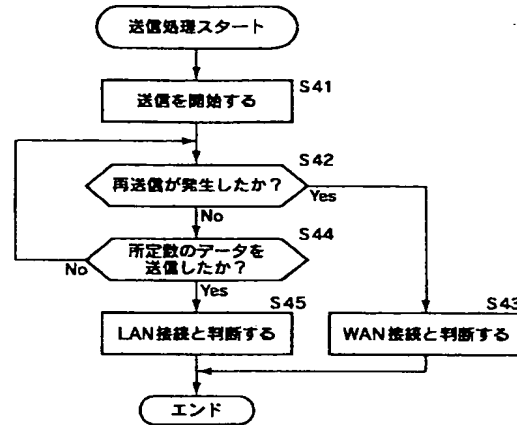 送信処理スタート
S41
送信を開始する
S42
再送信が発生したか？
Yes
No
S44
所定数のデータを
送信したか？
No
Yes
S45
LAN接続と判断する
S43
WAN接続と判断する
エンド